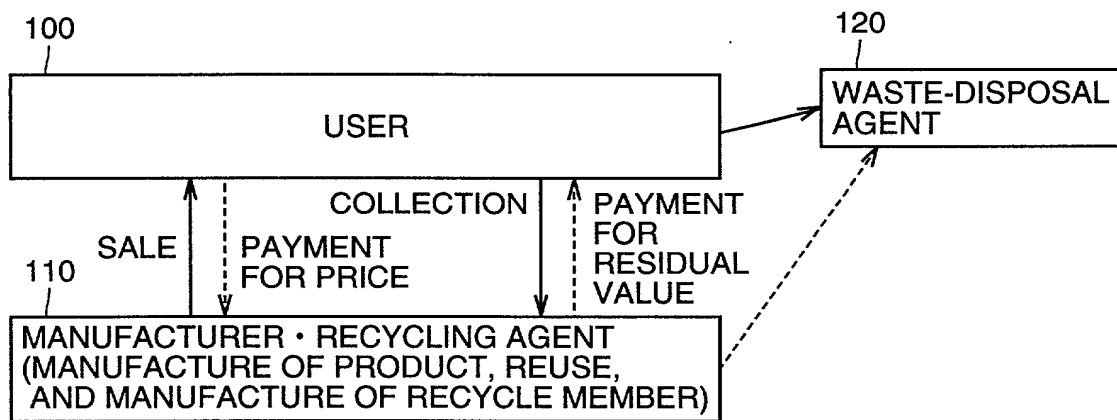 100
120
USER
WASTE-DISPOSAL
AGENT
SALE
PAYMENT
FOR PRICE
COLLECTION
PAYMENT
FOR
RESIDUAL
VALUE
110
MANUFACTURER・RECYCLING AGENT
(MANUFACTURE OF PRODUCT, REUSE,
AND MANUFACTURE OF RECYCLE MEMBER)